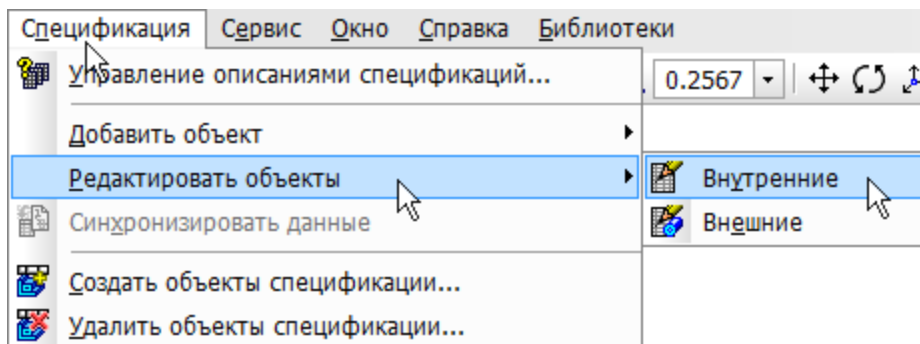 Спецификация Сервис Окно Справка Библиотеки
Управление описаниями спецификаций...
0.2567
Добавить объект
Редактировать объекты
Внутренние
Синхронизировать данные
Внешние
Создать объекты спецификации...
Удалить объекты спецификации...